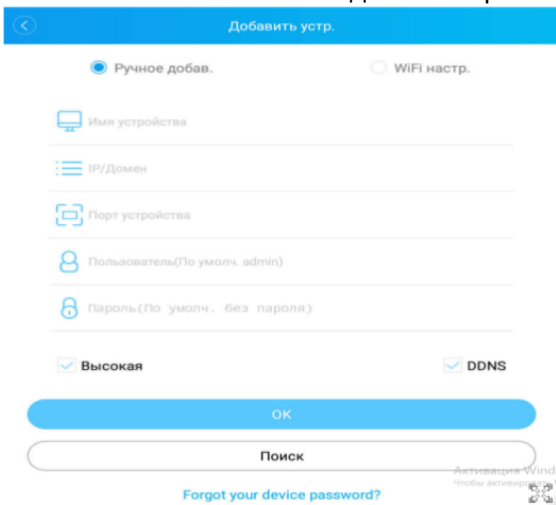 Добавить устр.
Ручное добав. WiFi настр.
Имя устройства
IP/Домен
Порт устройства
Пользователь(По умолч. admin)
Пароль(По умолч. без пароля)
Высокая DDNS
OK
Поиск
Активация Wind
Чтобы активировать
Forgot your device password?